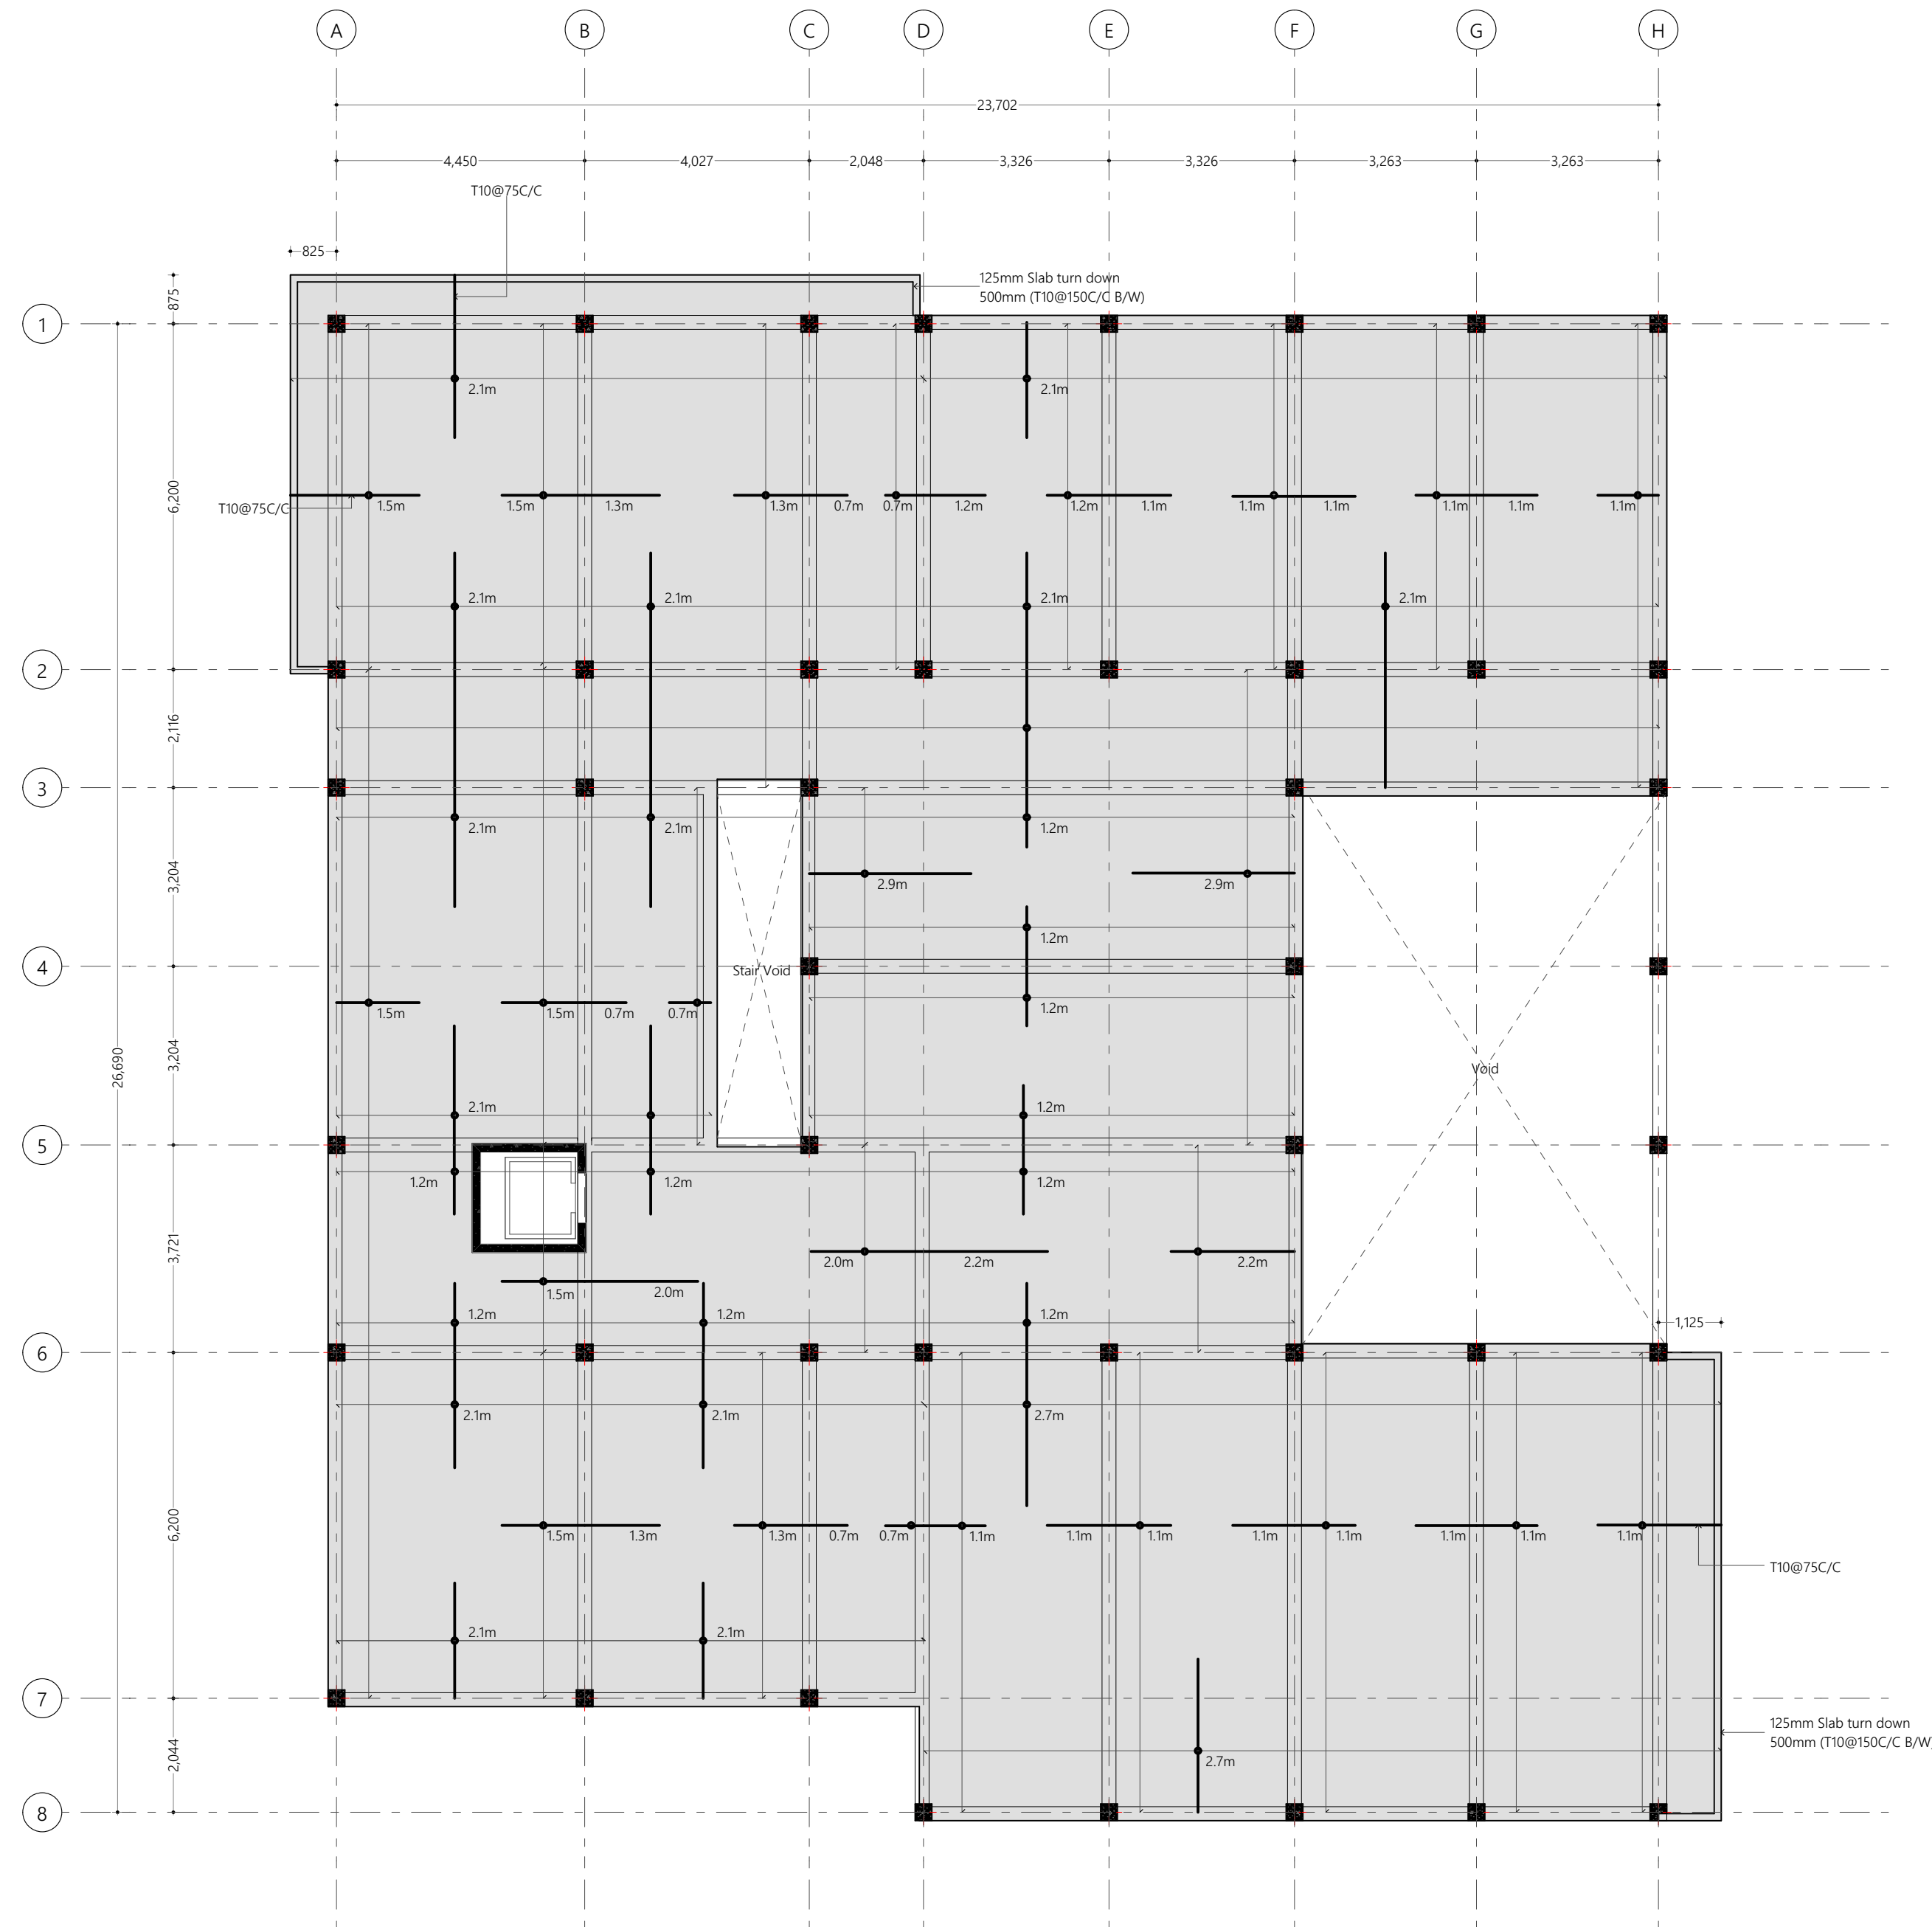 A B C D E F G H
23,702
4,450 4,027 2,048 3,326 3,326 3,263 3,263
T10@75C/C
825
125mm Slab turn down
500mm (T10@150C/C B/W)
875
1
2.1m 2.1m
6,200
T10@75C/C
1.5m 1.5m 1.3m 1.3m 0.7m 0.7m 1.2m 1.2m 1.1m 1.1m 1.1m 1.1m 1.1m 1.1m
2.1m 2.1m 2.1m 2.1m
2
2,116
3
2.1m 2.1m 1.2m
3,204
2.9m 2.9m
1.2m
4
Stair Void
1.5m 1.5m 0.7m 0.7m 1.2m
26,690
3,204
Void
2.1m 1.2m
5
1.2m 1.2m 1.2m
3,721
2.0m 2.2m 2.2m
1.5m 2.0m
1.2m 1.2m 1.2m
1,125
6
2.1m 2.1m 2.7m
6,200
1.5m 1.3m 1.3m 0.7m 0.7m 1.1m 1.1m 1.1m 1.1m 1.1m 1.1m 1.1m 1.1m
T10@75C/C
2.1m 2.1m
7
125mm Slab turn down
500mm (T10@150C/C B/W
2,044
2.7m
8